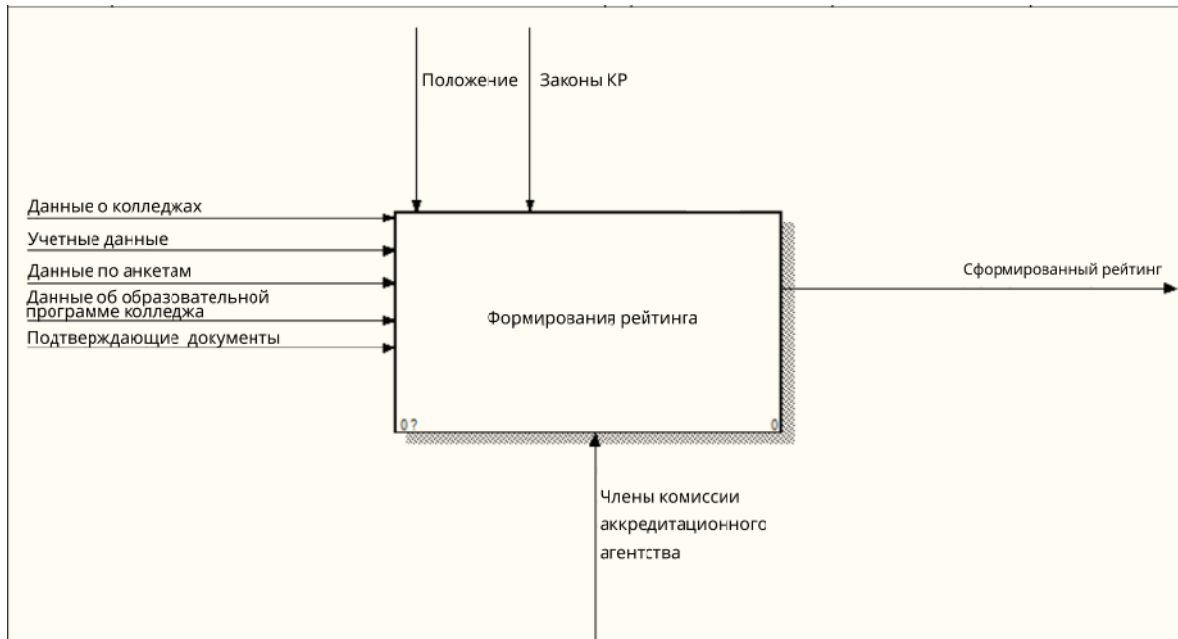 Положение
Законы КР
Данные о колледжах
Учетные данные
Данные по анкетам
Данные об образовательной
программе колледжа
Подтверждающие документы
Формирования рейтинга
Сформированный рейтинг
0 ?
0
Члены комиссии
аккредитационного
агентства